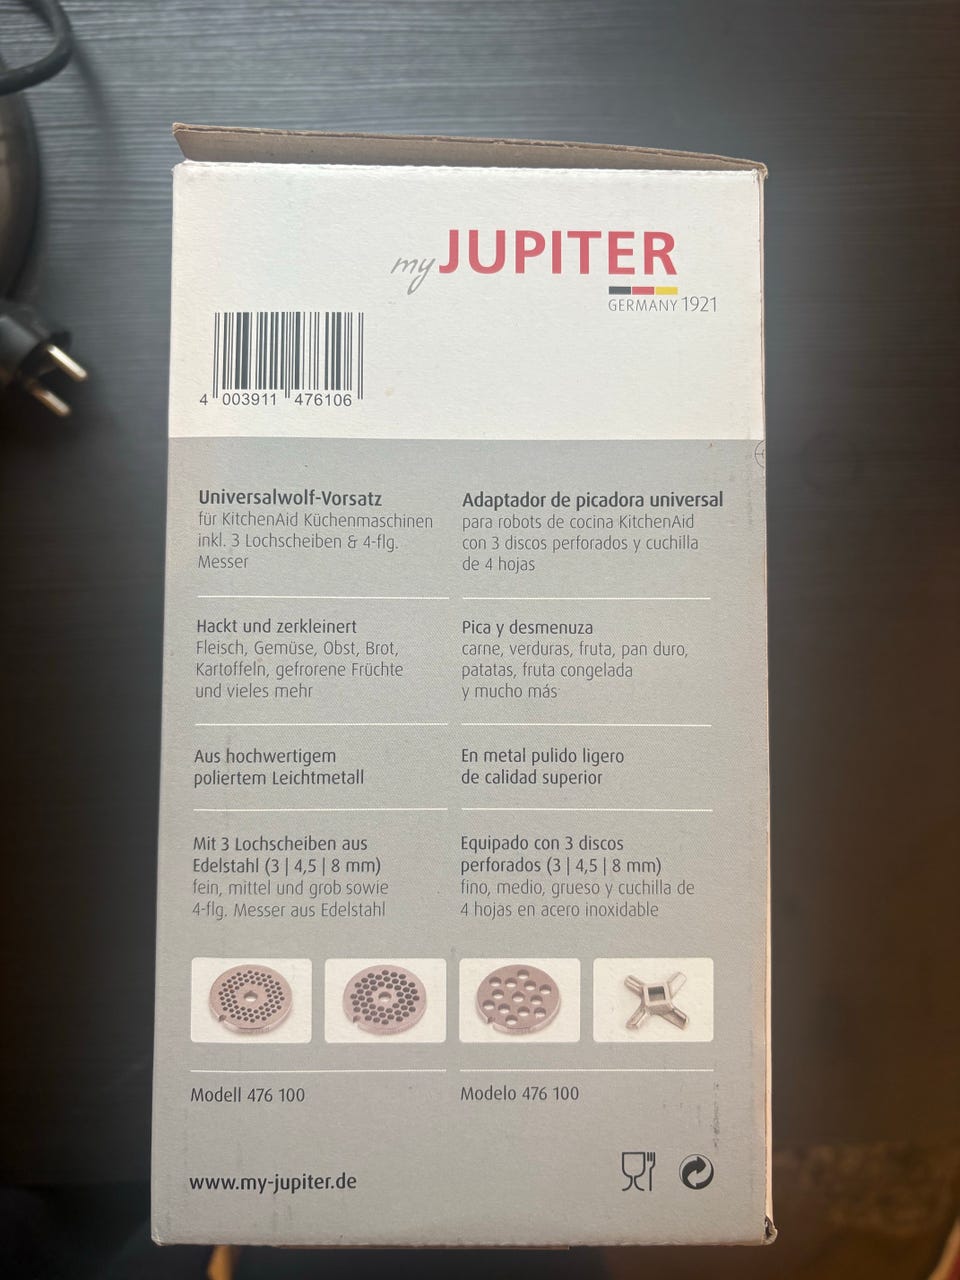 my JUPITER
GERMANY 1921
4 003911 476106
Universalwolf-Vorsatz
für KitchenAid Küchenmaschinen
inkl. 3 Lochscheiben & 4-flg.
Messer
Hackt und zerkleinert
Fleisch, Gemüse, Obst, Brot,
Kartoffeln, gefrorene Früchte
und vieles mehr
Aus hochwertigem
poliertem Leichtmetall
Mit 3 Lochscheiben aus
Edelstahl (3 | 4,5 | 8 mm)
fein, mittel und grob sowie
4-flg. Messer aus Edelstahl
Adaptador de picadora universal
para robots de cocina KitchenAid
con 3 discos perforados y cuchilla
de 4 hojas
Pica y desmenuza
carne, verduras, fruta, pan duro,
patatas, fruta congelada
y mucho más
En metal pulido ligero
de calidad superior
Equipado con 3 discos
perforados (3 | 4,5 | 8 mm)
fino, medio, grueso y cuchilla de
4 hojas en acero inoxidable
Modell 476 100
Modelo 476 100
www.my-jupiter.de